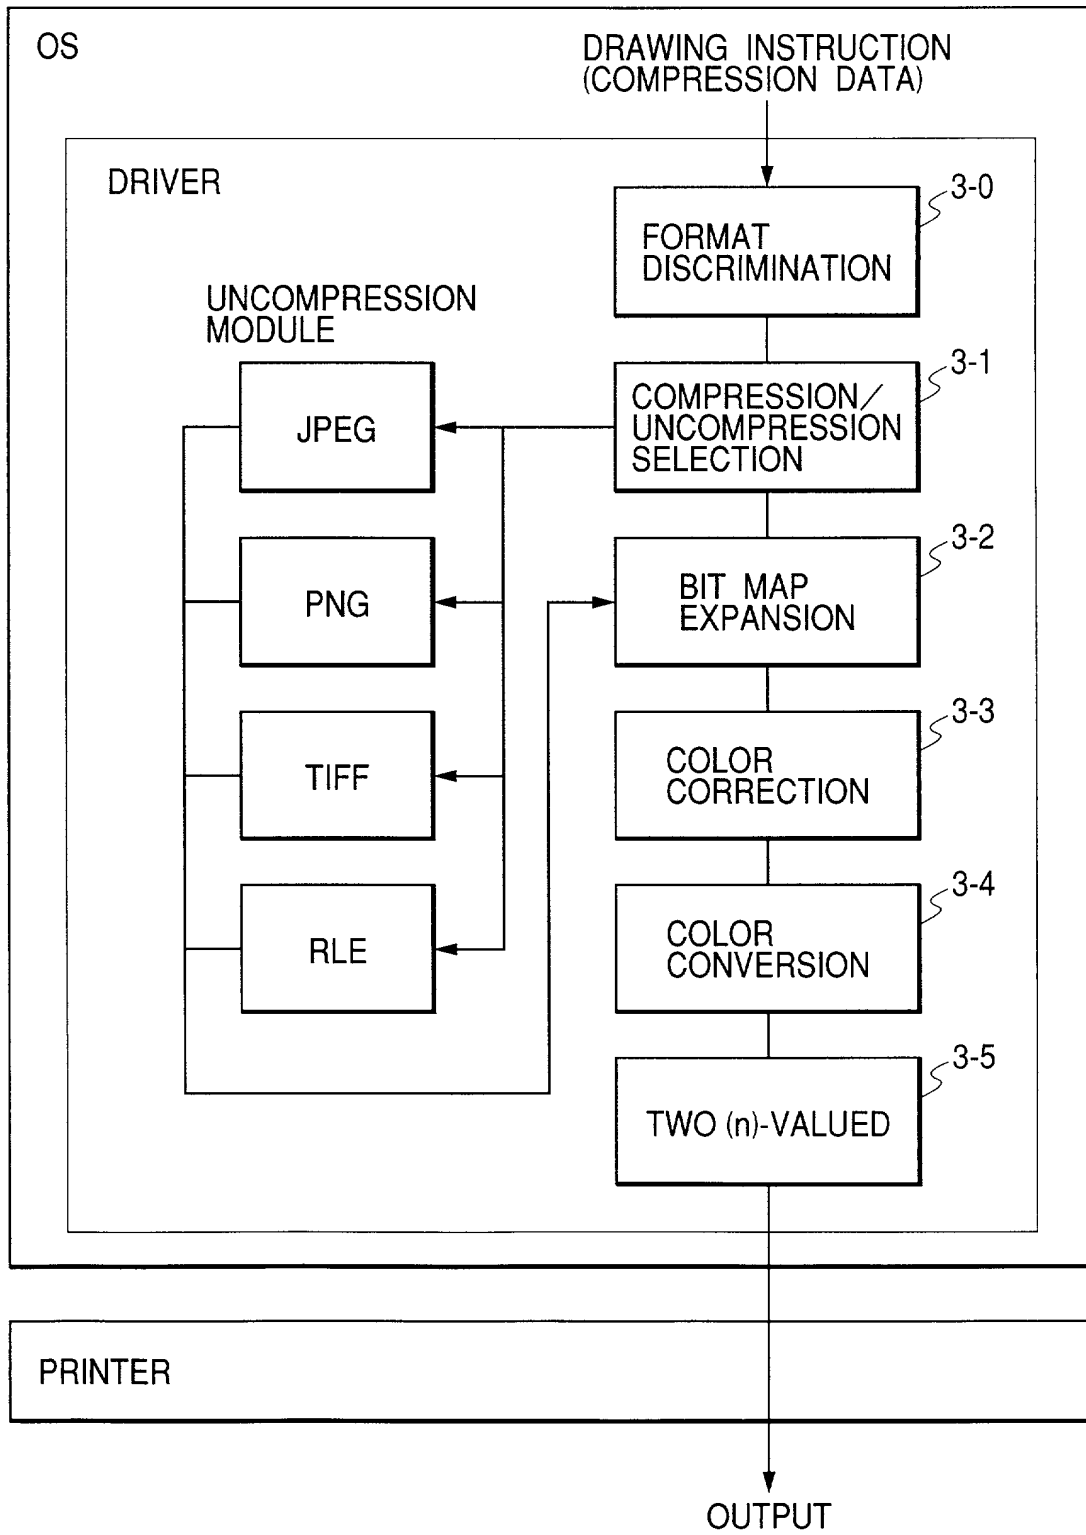 OS
DRAWING INSTRUCTION
(COMPRESSION DATA)
DRIVER
3-0
FORMAT
DISCRIMINATION
UNCOMPRESSION
MODULE
3-1
JPEG
COMPRESSION/
UNCOMPRESSION
SELECTION
3-2
PNG
BIT MAP
EXPANSION
3-3
TIFF
COLOR
CORRECTION
3-4
RLE
COLOR
CONVERSION
3-5
TWO (n)-VALUED
PRINTER
OUTPUT